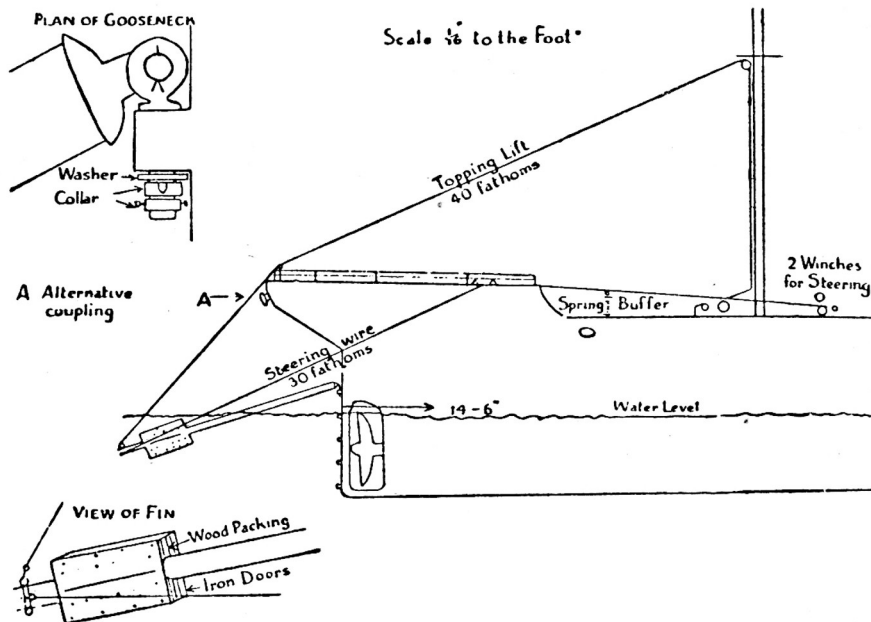 PLAN OF GOOSENECK
Scale 1/16" to the Foot.
Washer
Collar
Topping Lift
40 fathoms
A Alternative
coupling
A
2 Winches
for Steering
Spring Buffer
Steering wire
30 fathoms
14-6"
Water Level
VIEW OF FIN
Wood Packing
Iron Doors